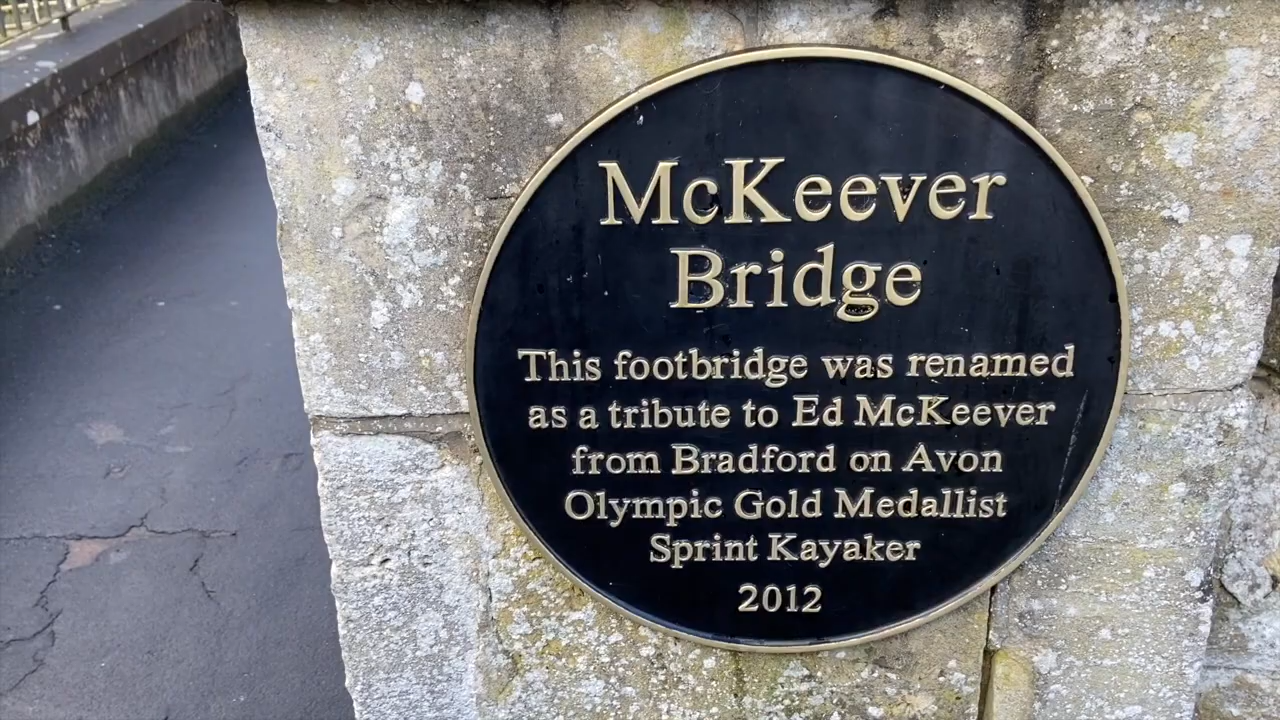 McKeever
Bridge
This footbridge was renamed
as a tribute to Ed McKeever
from Bradford on Avon
Olympic Gold Medallist
Sprint Kayaker
2012